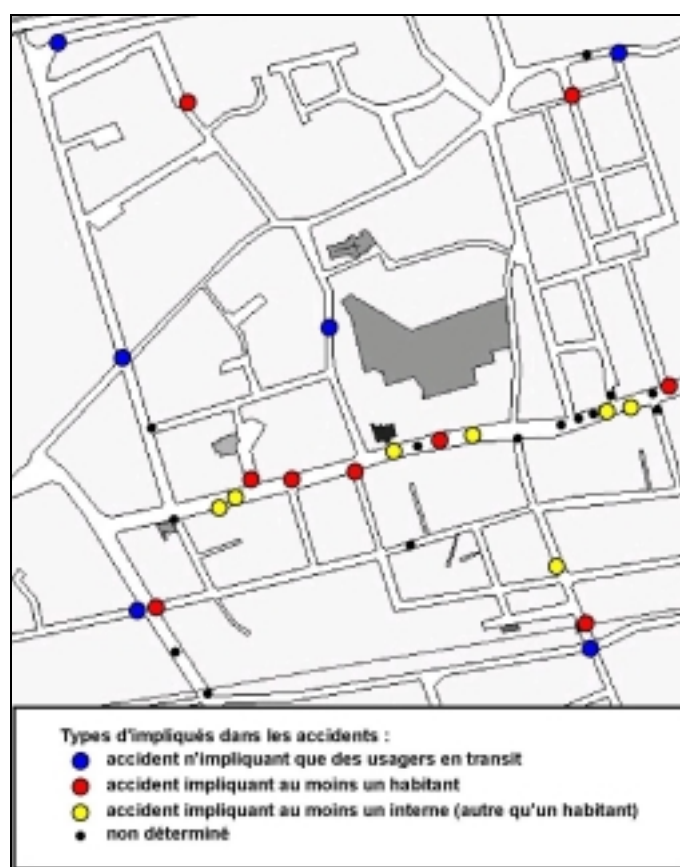 Types d'impliqués dans les accidents :
accident n'impliquant que des usagers en transit
accident impliquant au moins un habitant
accident impliquant au moins un interne (autre qu'un habitant)
non déterminé